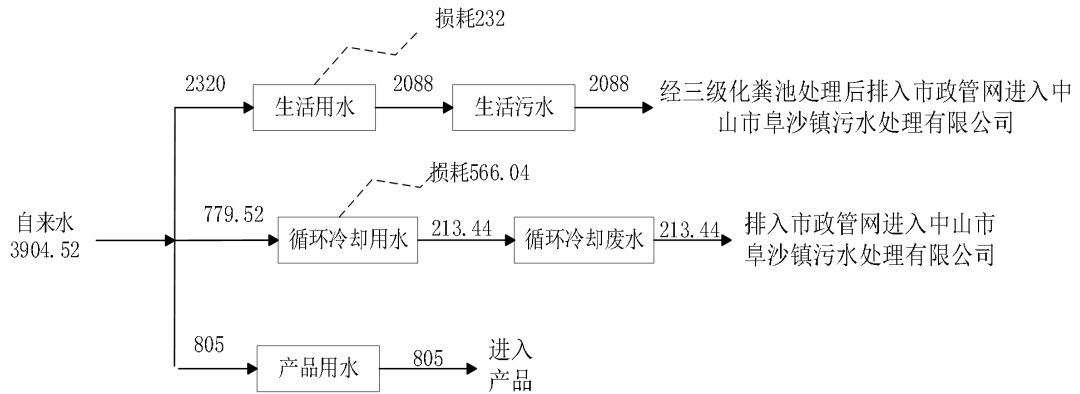 损耗232
2320
生活用水
2088
生活污水
2088
经三级化粪池处理后排入市政管网进入中
山市阜沙镇污水处理有限公司
损耗566.04
自来水
3904.52
779.52
循环冷却用水
213.44
循环冷却废水
213.44
排入市政管网进入中山市
阜沙镇污水处理有限公司
805
产品用水
805
进入
产品